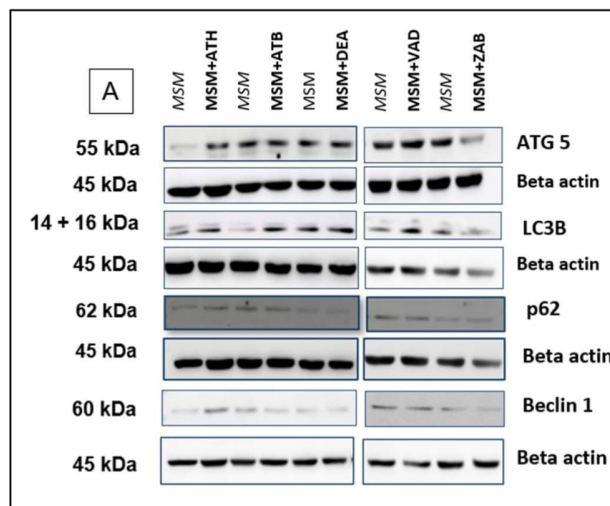 A
MSM
MSM+ATH
MSM
MSM+ATB
MSM
MSM+DEA
MSM
MSM+VAD
MSM
MSM+ZAB
55 kDa ATG 5
45 kDa Beta actin
14 + 16 kDa LC3B
45 kDa Beta actin
62 kDa p62
45 kDa Beta actin
60 kDa Beclin 1
45 kDa Beta actin